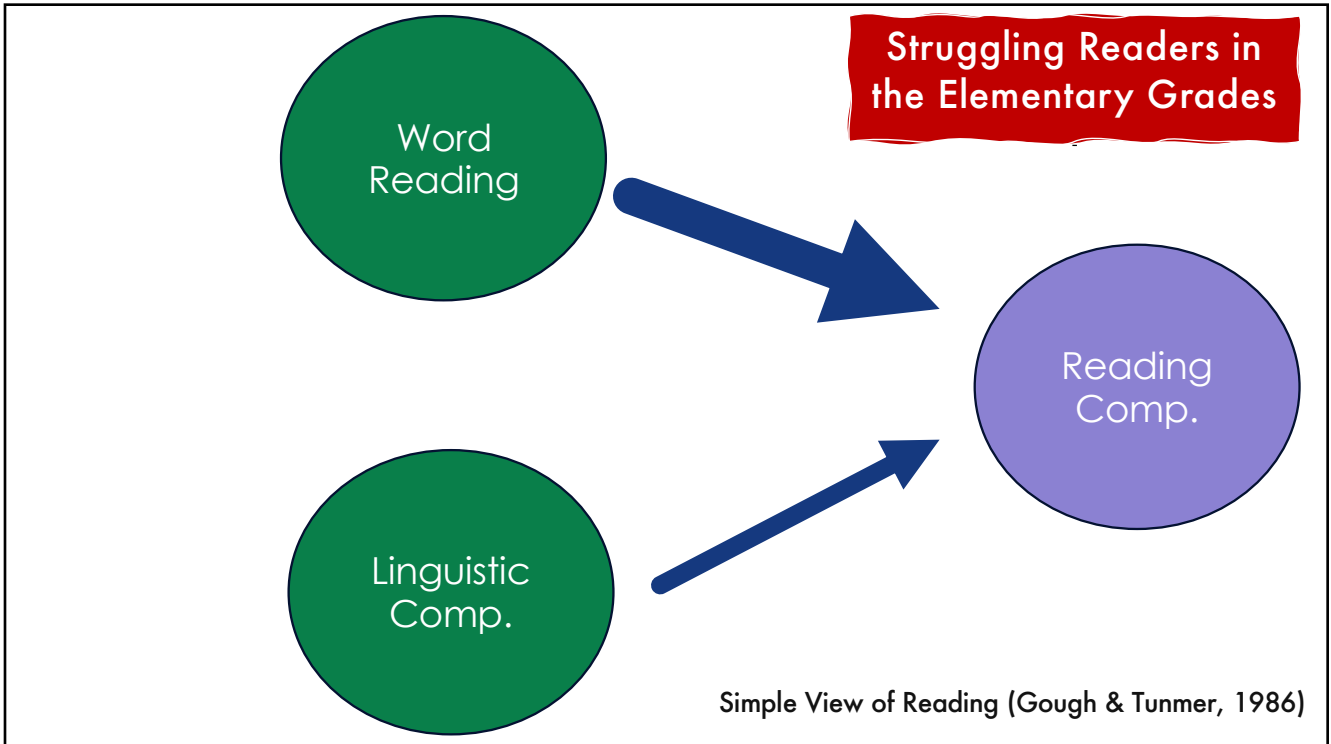 Struggling Readers in
the Elementary Grades
Word
Reading
Reading
Comp.
Linguistic
Comp.
Simple View of Reading (Gough & Tunmer, 1986)